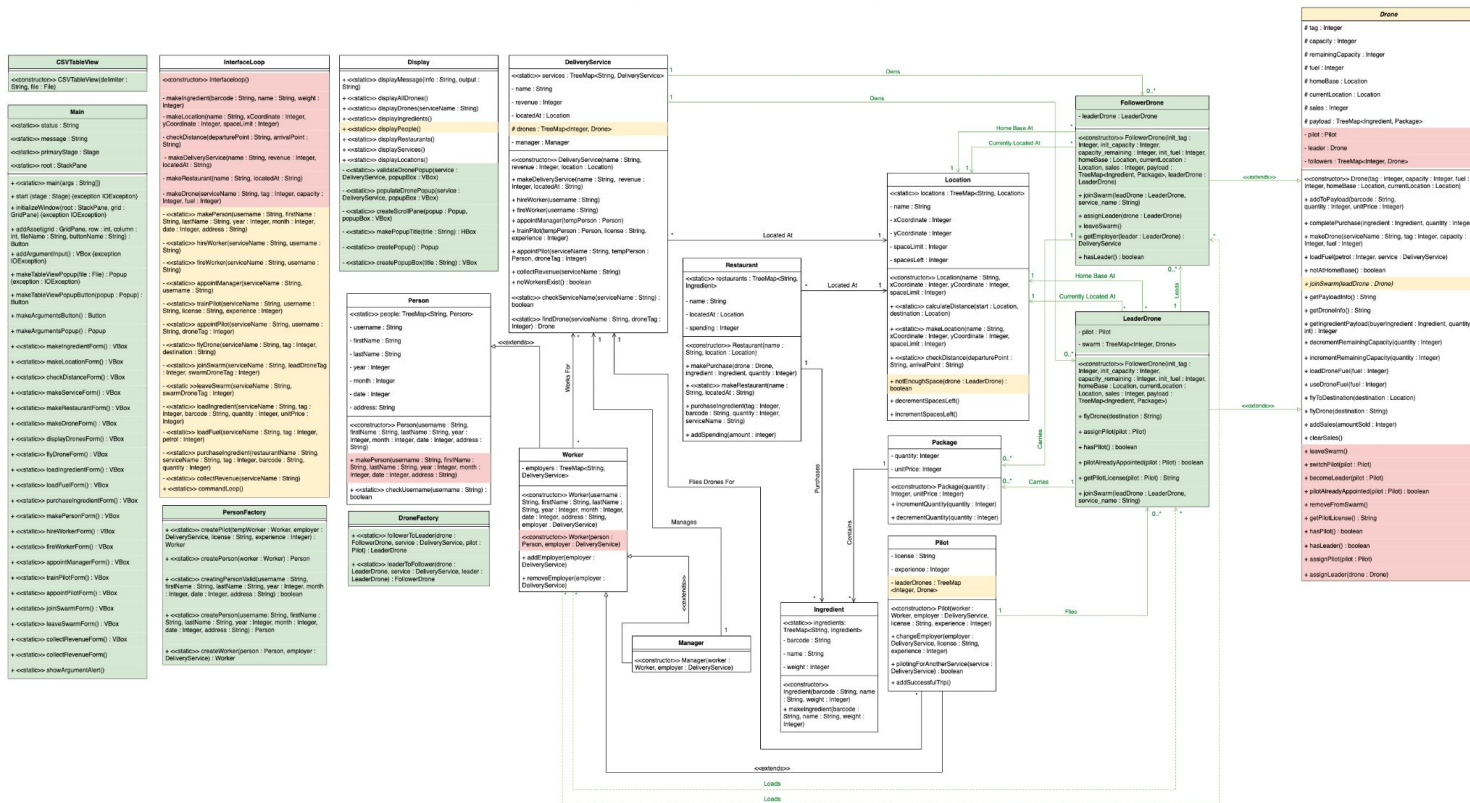 CSVTableView
<<constructor>> CSVTableView(delimiter :
String, file : File)
Main
<<static>> status : String
<<static>> message : String
<<static>> primaryStage : Stage
<<static>> root : StackPane
+ <<static>> main(args : String[])
+ start (stage : Stage) {exception IOException}
+ initializeWindow(root : StackPane, grid :
GridPane) {exception IOException}
+ addAsset(grid : GridPane, row : int, column :
int, fileName : String, buttonName : String) :
Button
+ addArgumentInput() : VBox {exception
IOException}
+ makeTableViewPopup(file : File) : Popup
{exception : IOException}
+ makeTableViewPopupButton(popup : Popup) :
Button
+ makeArgumentsButton() : Button
+ makeArgumentsPopup() : Popup
+ <<static>> makeIngredientForm() : VBox
+ <<static>> makeLocationForm() : VBox
+ <<static>> checkDistanceForm() : VBox
+ <<static>> makeServiceForm() : VBox
+ <<static>> makeRestaurantForm() : VBox
+ <<static>> makeDroneForm() : VBox
+ <<static>> displayDronesForm() : VBox
+ <<static>> flyDroneForm() : VBox
+ <<static>> loadIngredientForm() : VBox
+ <<static>> loadFuelForm() : VBox
+ <<static>> purchaseIngredientForm() : VBox
+ <<static>> makePersonForm() : VBox
+ <<static>> hireWorkerForm() : VBox
+ <<static>> fireWorkerForm() : VBox
+ <<static>> appointManagerForm() : VBox
+ <<static>> trainPilotForm() : VBox
+ <<static>> appointPilotForm() : VBox
+ <<static>> joinSwarmForm() : VBox
+ <<static>> leaveSwarmForm() : VBox
+ <<static>> collectRevenueForm() : VBox
+ <<static>> collectRevenueForm()
+ <<static>> showArgumentAlert()
InterfaceLoop
<<constructor>> Interfaceloop()
- makeIngredient(barcode : String, name : String, weight :
Integer)
- makeLocation(name : String, xCoordinate : Integer,
yCoordinate : Integer, spaceLimit : Integer)
- checkDistance(departurePoint : String, arrivalPoint :
String)
- makeDeliveryService(name : String, revenue : Integer,
locatedAt : String)
- makeRestaurant(name : String, locatedAt : String)
- makeDrone(serviceName : String, tag : Integer, capacity :
Integer, fuel : Integer)
- <<static>> makePerson(username : String, firstName :
String, lastName : String, year : Integer, month : Integer,
date : Integer, address : String)
- <<static>> hireWorker(serviceName : String, username :
String)
- <<static>> fireWorker(serviceName : String, username :
String)
- <<static>> appointManager(serviceName : String,
username : String)
- <<static>> trainPilot(serviceName : String, username :
String, license : String, experience : Integer)
- <<static>> appointPilot(serviceName : String, username
: String, droneTag : Integer)
- <<static>> flyDrone(serviceName : String, tag : Integer,
destination : String)
- <<static>> joinSwarm(serviceName : String, leadDroneTag
: Integer, swarmDroneTag : Integer)
- <<static >>leaveSwarm(serviceName : String,
swarmDroneTag : Integer)
- <<static>> loadIngredient(serviceName : String, tag :
Integer, barcode : String, quantity : Integer, unitPrice :
Integer)
- <<static>> loadFuel(serviceName : String, tag : Integer,
petrol : Integer)
- <<static>> purchaseIngredient(restaurantName : String,
serviceName : String, tag : Integer, barcode : String,
quantity : Integer)
- <<static>> collectRevenue(serviceName : String)
+ <<static>> commandLoop()
PersonFactory
+ <<static>> createPilot(tempWorker : Worker, employer :
DeliveryService, license : String, experience : Integer) :
Worker
+ <<static>> createPerson(worker : Worker) : Person
+ <<static>> creatingPersonValid(username : String,
firstName : String, lastName : String, year : Integer, month
: Integer, date : Integer, address : String) : boolean
+ <<static>> createPerson(username: String, firstName :
String, lastName : String, year : Integer, month : Integer,
date : Integer, address : String) : Person
+ <<static>> createWorker(person : Person, employer :
DeliveryService) : Worker
Display
+ <<static>> displayMessage(info : String, output :
String)
+ <<static>> displayAllDrones()
+ <<static>> displayDrones(serviceName : String)
+ <<static>> displayIngredients()
+ <<static>> displayPeople()
+ <<static>> displayRestaurants()
+ <<static>> displayServices()
+ <<static>> displayLocations()
- <<static>> validateDronePopup(service :
DeliveryService, popupBox : VBox)
- <<static>> populateDronePopup(service :
DeliveryService, popupBox : VBox)
- <<static>> createScrollPane(popup : Popup,
popupBox : VBox)
- <<static>> makePopupTitle(title : String) : HBox
- <<static>> createPopup() : Popup
- <<static>> createPopupBox(title : String) : VBox
Person
<<static>> people: TreeMap<String, Person>
- username : String
- firstName : String
- lastName : String
- year : Integer
- month : Integer
- date : Integer
- address: String
<<constructor>> Person(username : String,
firstName : String, lastName : String, year :
Integer, month : Integer, date : Integer, address :
String)
+ makePerson(username : String, firstName :
String, lastName : String, year : Integer, month :
Integer, date : Integer, address : String)
+ <<static>> checkUsername(username : String) :
boolean
DroneFactory
+ <<static>> followerToLeader(drone :
FollowerDrone, service : DeliveryService, pilot :
Pilot) : LeaderDrone
+ <<static>> leaderToFollower(drone :
LeaderDrone, service : DeliveryService, leader :
LeaderDrone) : FollowerDrone
DeliveryService
<<static>> services : TreeMap<String, DeliveryService>
- name : String
- revenue : Integer
- locatedAt : Location
# drones : TreeMap<Integer, Drone>
- manager : Manager
<<constructor>> DeliveryService(name : String,
revenue : Integer, location : Location)
+ makeDeliveryService(name : String, revenue :
Integer, locatedAt : String)
+ hireWorker(username : String)
+ fireWorker(username : String)
+ appointManager(tempPerson : Person)
+ trainPilot(tempPerson : Person, license : String,
experience : Integer)
+ appointPilot(serviceName : String, tempPerson :
Person, droneTag : Integer)
+ collectRevenue(serviceName : String)
+ noWorkersExist() : boolean
<<static>> checkServiceName(serviceName : String) :
boolean
<<static>> findDrone(serviceName : String, droneTag :
Integer) : Drone
Worker
- employers : TreeMap<String,
DeliveryService>
<<constructor>> Worker(username
: String, firstName : String, lastName :
String, year : Integer, month : Integer,
date : Integer, address : String,
employer : DeliveryService)
<<constructor>> Worker(person :
Person, employer : DeliveryService)
+ addEmployer(employer :
DeliveryService)
+ removeEmployer(employer :
DeliveryService)
Manager
<<constructor>> Manager(worker :
Worker, employer : DeliveryService)
Restaurant
<<static>> restaurants : TreeMap<String,
Ingredient>
- name : String
- locatedAt : Location
- spending : Integer
<<constructor>> Restaurant(name :
String, location : Location)
+ makePurchase(drone : Drone,
ingredient : Ingredient, quantity : Integer)
+ <<static>> makeRestaurant(name :
String, locatedAt : String)
+ purchaseIngredient(tag : Integer,
barcode : String, quantity : Integer,
serviceName : String)
+ addSpending(amount : integer)
Ingredient
<<static>> ingredients:
TreeMap<String, Ingredient>
- barcode : String
- name : String
- weight : Integer
<<constructor>>
Ingredient(barcode : String, name
: String, weight : Integer)
+ makeIngredient(barcode :
String, name : String, weight :
Integer)
Location
<<static>> locations : TreeMap<String, Location>
- name : String
- xCoordinate : Integer
- yCoordinate : Integer
- spaceLimit : Integer
- spacesLeft : Integer
<<constructor>> Location(name : String,
xCoordinate : Integer, yCoordinate : Integer,
spaceLimit : Integer)
+ <<static>> calculateDistance(start : Location,
destination : Location)
+ <<static>> makeLocation(name : String,
xCoordinate : Integer, yCoordinate : Integer,
spaceLimit : Integer)
+ <<static>> checkDistance(departurePoint :
String, arrivalPoint : String)
+ notEnoughSpace(drone : LeaderDrone) :
boolean
+ decrementSpacesLeft()
+ incrementSpacesLeft()
Package
- quantity: Integer
- unitPrice: Integer
<<constructor>> Package(quantity :
Integer, unitPrice : Integer)
+ incrementQuantity(quantity : Integer)
+ decrementQuantity(quantity : Integer)
Pilot
- license : String
- experience : Integer
- leaderDrones : TreeMap
<Integer, Drone>
<<constructor>> Pilot(worker :
Worker, employer : DeliveryService,
license : String, experience : Integer)
+ changeEmployer(employer :
DeliveryService, license : String,
experience : Integer)
+ pilotingForAnotherService(service :
DeliveryService) : boolean
+ addSuccessfulTrip()
FollowerDrone
- leaderDrone : LeaderDrone
<<constructor>> FollowerDrone(init_tag
: Integer, init_capacity : Integer,
capacity_remaining : Integer, init_fuel : Integer,
homeBase : Location, currentLocation :
Location, sales : Integer, payload :
TreeMap<Ingredient, Package>, leaderDrone :
LeaderDrone)
+ joinSwarm(leadDrone : LeaderDrone,
service_name : String)
+ assignLeader(drone : LeaderDrone)
+ leaveSwarm()
+ getEmployer(leader : LeaderDrone) :
DeliveryService
+ hasLeader() : boolean
LeaderDrone
- pilot : Pilot
- swarm : TreeMap<Integer, Drone>
<<constructor>> FollowerDrone(init_tag
: Integer, init_capacity : Integer,
capacity_remaining : Integer, init_fuel : Integer,
homeBase : Location, currentLocation :
Location, sales : Integer, payload :
TreeMap<Ingredient, Package>)
+ flyDrone(destination : String)
+ assignPilot(pilot : Pilot)
+ hasPilot() : boolean
+ pilotAlreadyAppointed(pilot : Pilot) : boolean
+ getPilotLicense(pilot : Pilot) : String
+ joinSwarm(leadDrone : LeaderDrone,
service_name : String)
Drone
# tag : Integer
# capacity : Integer
# remainingCapacity : Integer
# fuel : Integer
# homeBase : Location
# currentLocation : Location
# sales : Integer
# payload : TreeMap<Ingredient, Package>
- pilot : Pilot
- leader : Drone
- followers : TreeMap<Integer, Drone>
<<constructor>> Drone(tag : Integer, capacity : Integer, fuel :
Integer, homeBase : Location, currentLocation : Location)
+ addToPayload(barcode : String,
quantity : Integer, unitPrice : Integer)
+ completePurchase(ingredient : Ingredient, quantity : Intege
+ makeDrone(serviceName : String, tag : Integer, capacity :
Integer, fuel : Integer)
+ loadFuel(petrol : Integer, service : DeliveryService)
+ notAtHomeBase() : boolean
+ joinSwarm(leadDrone : Drone)
+ getPayloadInfo() : String
+ getDroneInfo() : String
+ getIngredientPayload(buyerIngredient : Ingredient, quantity
int) : Integer
+ decrementRemainingCapacity(quantity : Integer)
+ incrementRemainingCapacity(quantity : Integer)
+ loadDroneFuel(fuel : Integer)
+ useDroneFuel(fuel : Integer)
+ flyToDestination(destination : Location)
+ flyDrone(destination : String)
+ addSales(amountSold : Integer)
+ clearSales()
+ leaveSwarm()
+ switchPilot(pilot : Pilot)
+ becomeLeader(pilot : Pilot)
+ pilotAlreadyAppointed(pilot : Pilot) : boolean
+ removeFromSwarm()
+ getPilotLicense() : String
+ hasPilot() : boolean
+ hasLeader() : boolean
+ assignPilot(pilot : Pilot)
+ assignLeader(drone : Drone)
1
Owns
0..*
1
Owns
0..*
Home Base At
1
*
Currently Located At
1
*
*
Located At
1
*
Located At
1
Home Base At
1
*
Currently Located At
1
*
<<extends>>
<<extends>>
<<extends>>
<<extends>>
<<extends>>
Works For
*
*
1
1
Flies Drones For
*
Manages
1
Purchases
*
*
Contains
1
*
Carries
1
0..*
Carries
1
0..*
Leads
1
0..*
Flies
1
0..*
Loads
Loads
*
*
*
*